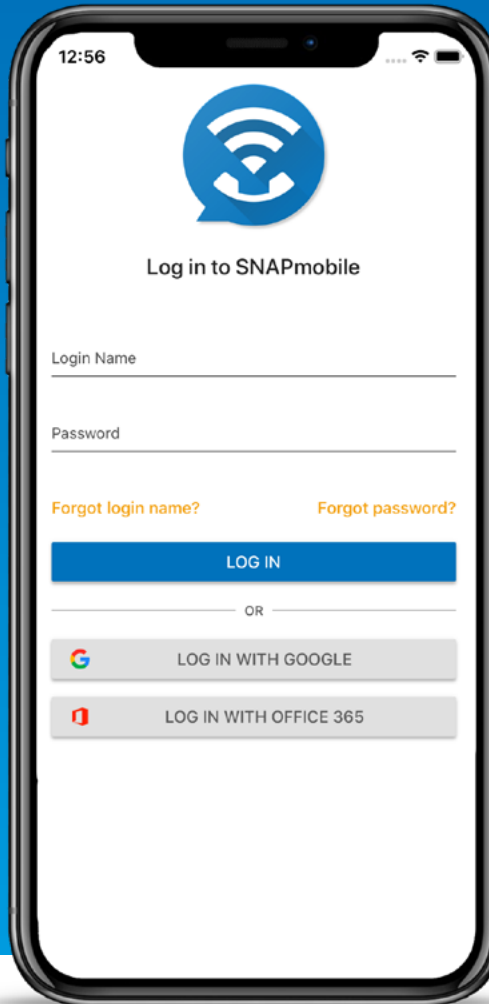 12:56
Log in to SNAPmobile
Login Name
Password
Forgot login name? Forgot password?
LOG IN
OR
LOG IN WITH GOOGLE
LOG IN WITH OFFICE 365